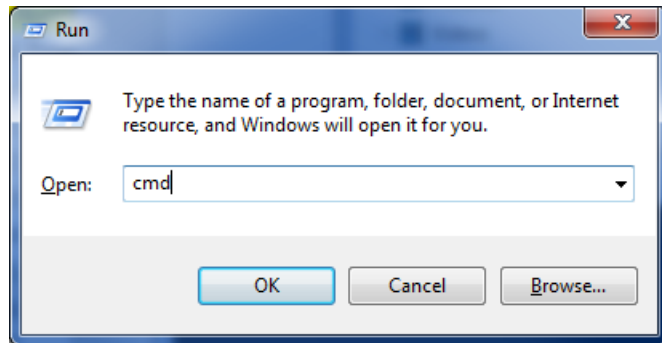 Run
Type the name of a program, folder, document, or Internet
resource, and Windows will open it for you.
Open: cmd
OK Cancel Browse...